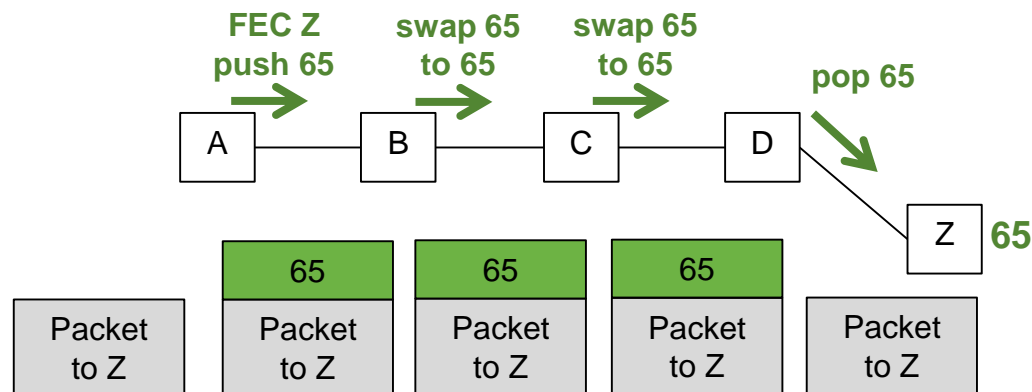 FEC Z
push 65
swap 65
to 65
swap 65
to 65
pop 65
A
B
C
D
Z
65
65
65
65
Packet
to Z
Packet
to Z
Packet
to Z
Packet
to Z
Packet
to Z